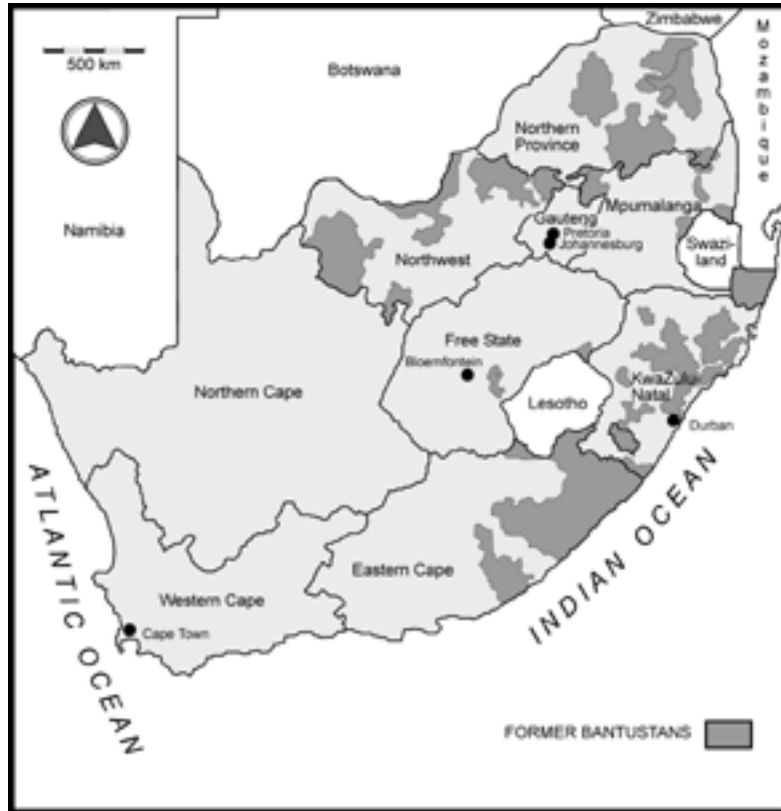 Zimbabwe
Mozambique
500 km
Botswana
Northern
Province
Namibia
Mpumalanga
Gauteng
Pretoria
Johannesburg
Swazi-
land
Northwest
Free State
Bloemfontein
Northern Cape
KwaZulu
Natal
Lesotho
Durban
ATLANTIC OCEAN
INDIAN OCEAN
Eastern Cape
Western Cape
Cape Town
FORMER BANTUSTANS